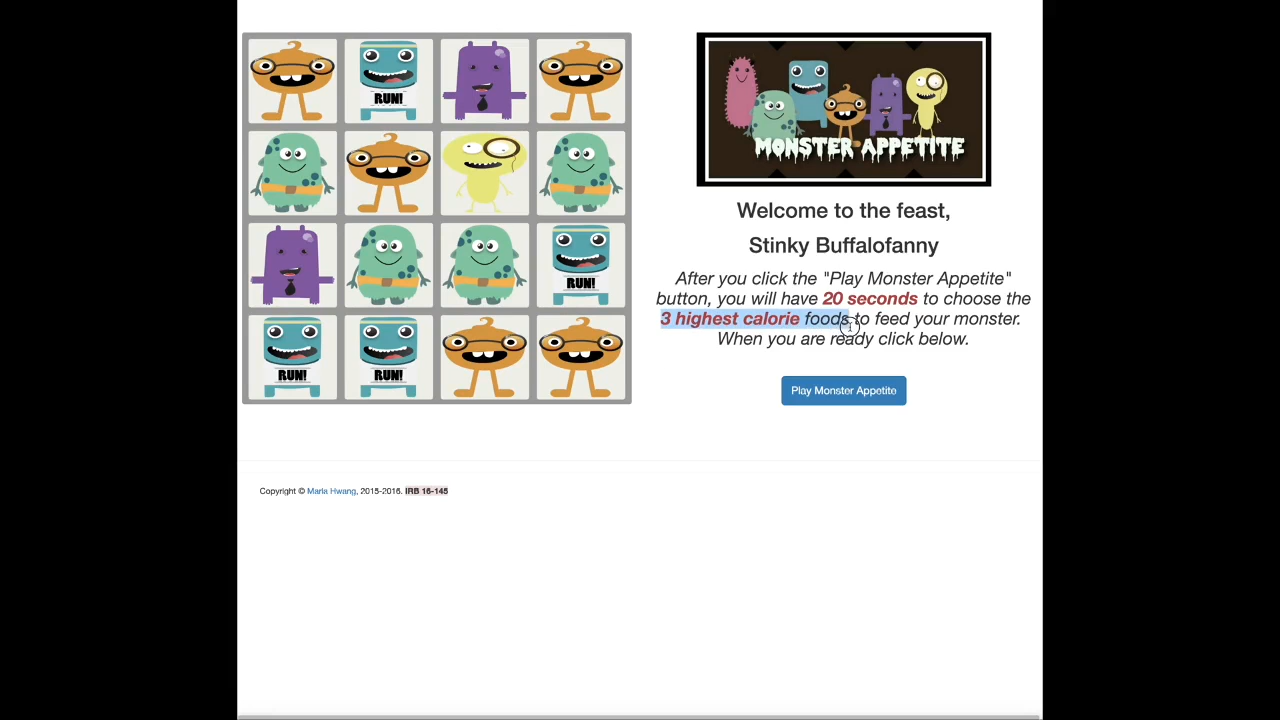 RUN!
MONSTER APPETITE
Welcome to the feast,
Stinky Buffalofanny
After you click the "Play Monster Appetite"
button, you will have 20 seconds to choose the
3 highest calorie foods to feed your monster.
When you are ready click below.
RUN!
RUN!
RUN!
Play Monster Appetite
Copyright © Marla Hwang, 2015-2016. IRB 16-145